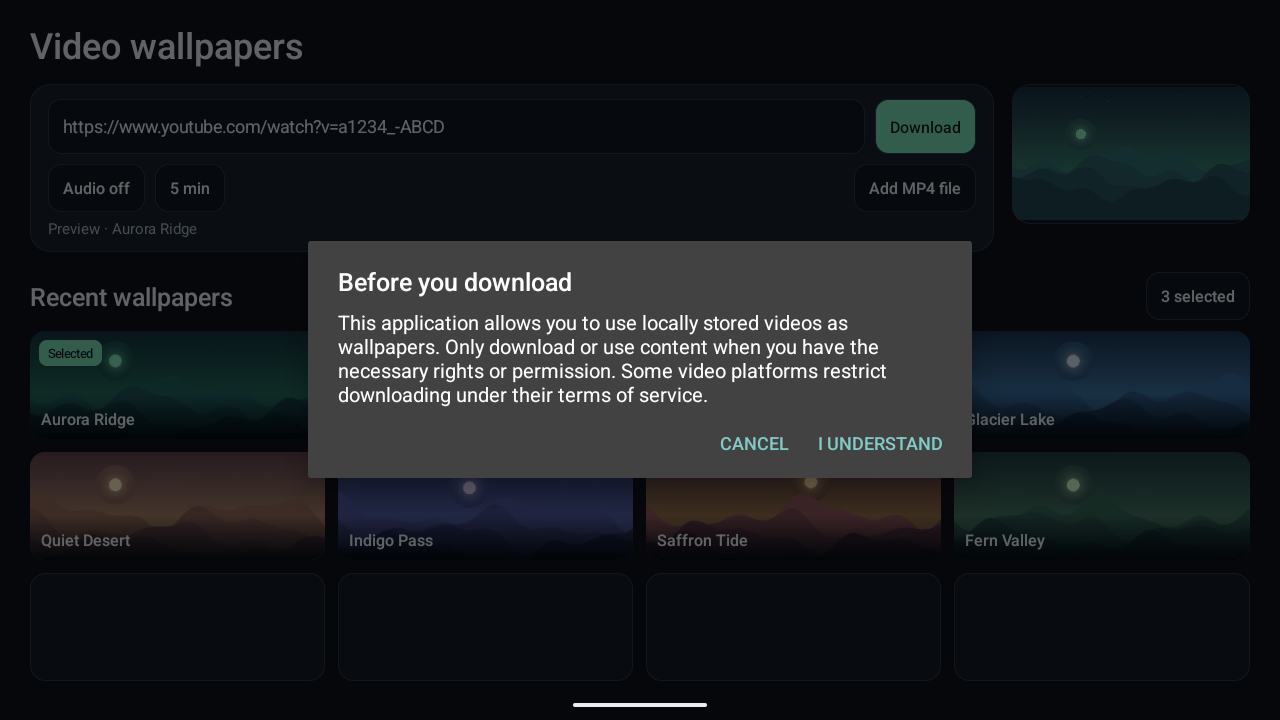 Video wallpapers
https://www.youtube.com/watch?v=a1234_-ABCD
Download
Audio off
5 min
Add MP4 file
Preview · Aurora Ridge
Before you download
This application allows you to use locally stored videos as
wallpapers. Only download or use content when you have the
necessary rights or permission. Some video platforms restrict
downloading under their terms of service.
CANCEL
I UNDERSTAND
Recent wallpapers
3 selected
Selected
Aurora Ridge
Glacier Lake
Quiet Desert
Indigo Pass
Saffron Tide
Fern Valley